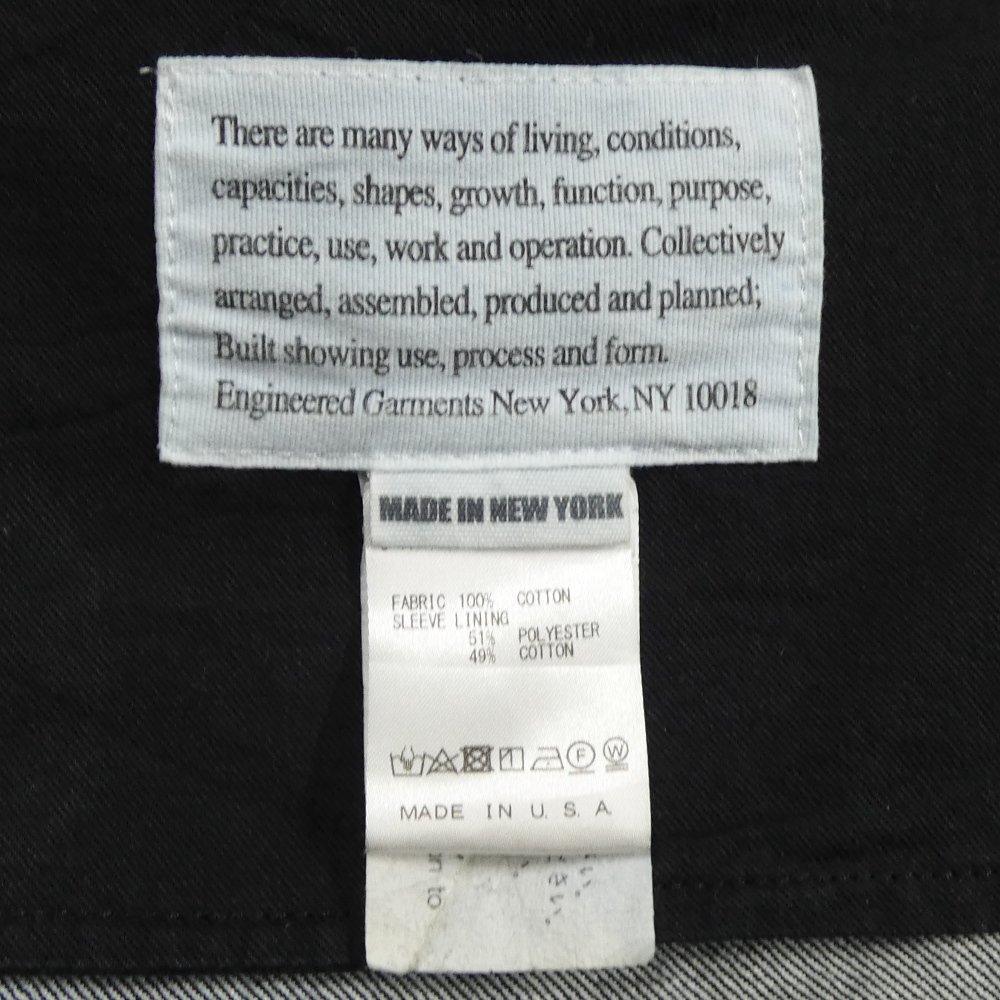 There are many ways of living, conditions,
capacities, shapes, growth, function, purpose,
practice, use, work and operation. Collectively
arranged, assembled, produced and planned;
Built showing use, process and form.
Engineered Garments New York, NY 10018
MADE IN NEW YORK
FABRIC 100% COTTON
SLEEVE LINING
51% POLYESTER
49% COTTON
F W
MADE IN U. S. A.
to